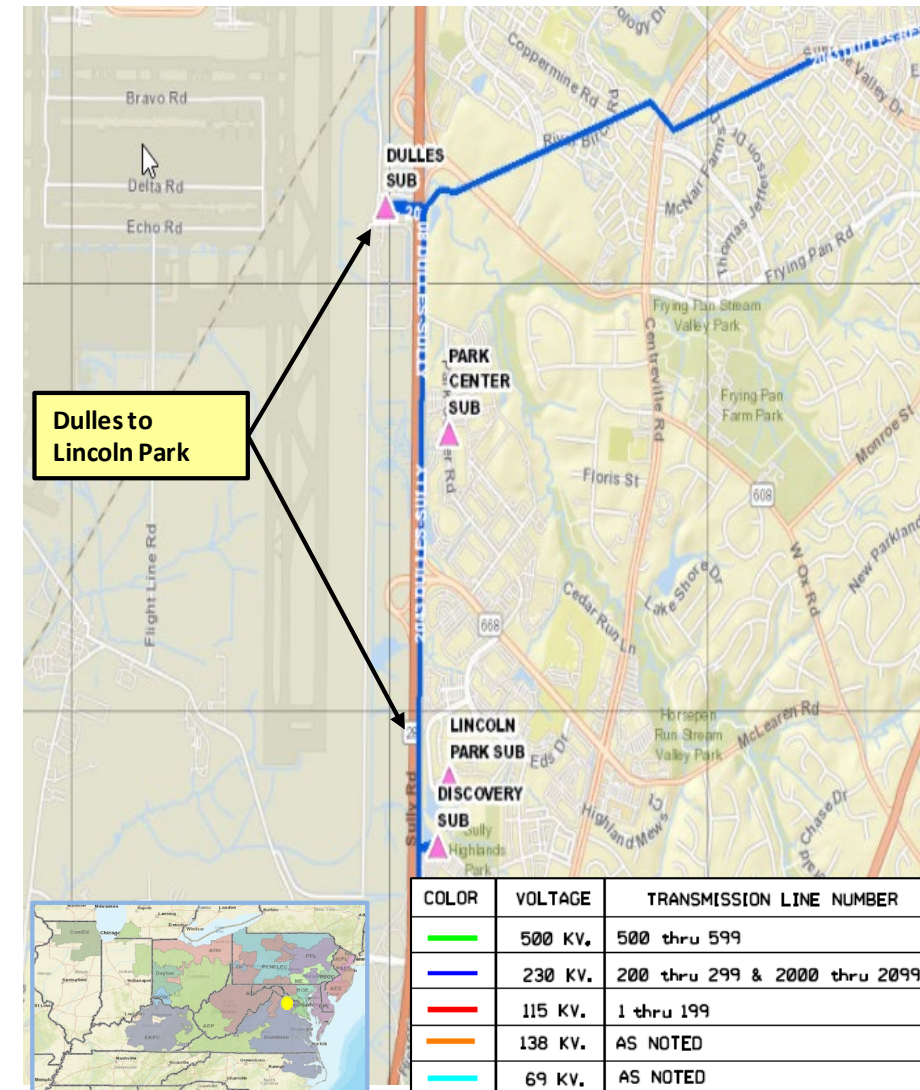 Coppermine Rd
Bravo Rd
DULLES
SUB
Delta Rd
Echo Rd
McNair Farms Dr
Thomas Jefferson Dr
Frying Pan Rd
Frying Pan Stream
Valley Park
PARK
CENTER
SUB
Centreville Rd
Frying Pan
Farm Park
Dulles to
Lincoln Park
Monroe St
Floris St
608
Flight Line Rd
W Ox Rd
New Parkland
Lake Shore Dr
Cedar Run Ln
668
28
LINCOLN
PARK SUB
Eds Dr
Horsepen
Run Stream
Valley Park
McLearen Rd
DISCOVERY
SUB
Sully Rd
Sully
Highlands
Park
Highland Mews Ct
Chase Dr
COLOR VOLTAGE TRANSMISSION LINE NUMBER
500 KV. 500 thru 599
230 KV. 200 thru 299 & 2000 thru 2099
115 KV. 1 thru 199
138 KV. AS NOTED
69 KV. AS NOTED